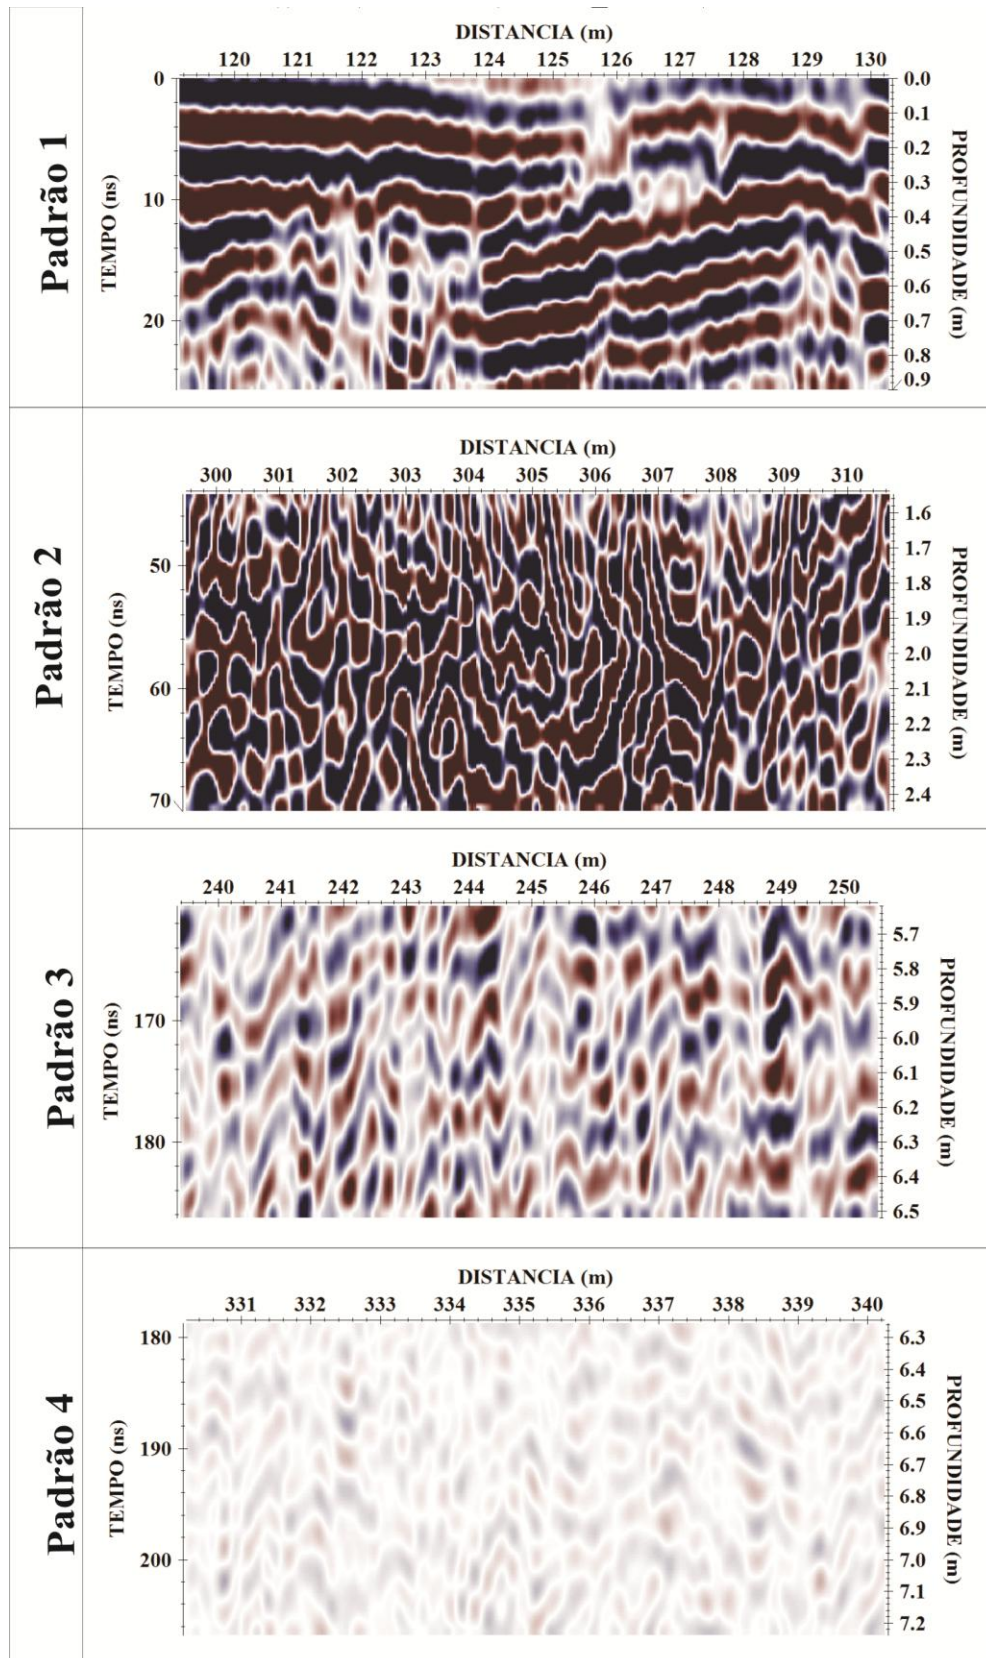 Padrão 1
DISTANCIA (m)
120 121 122 123 124 125 126 127 128 129 130
TEMPO (ns)
0
10
20
0.0
0.1
0.2
0.3
0.4
0.5
0.6
0.7
0.8
0.9
PROFUNDIDADE (m)
Padrão 2
DISTANCIA (m)
300 301 302 303 304 305 306 307 308 309 310
TEMPO (ns)
50
60
70
1.6
1.7
1.8
1.9
2.0
2.1
2.2
2.3
2.4
PROFUNDIDADE (m)
Padrão 3
DISTANCIA (m)
240 241 242 243 244 245 246 247 248 249 250
TEMPO (ns)
170
180
5.7
5.8
5.9
6.0
6.1
6.2
6.3
6.4
6.5
PROFUNDIDADE (m)
Padrão 4
DISTANCIA (m)
331 332 333 334 335 336 337 338 339 340
TEMPO (ns)
180
190
200
6.3
6.4
6.5
6.6
6.7
6.8
6.9
7.0
7.1
7.2
PROFUNDIDADE (m)